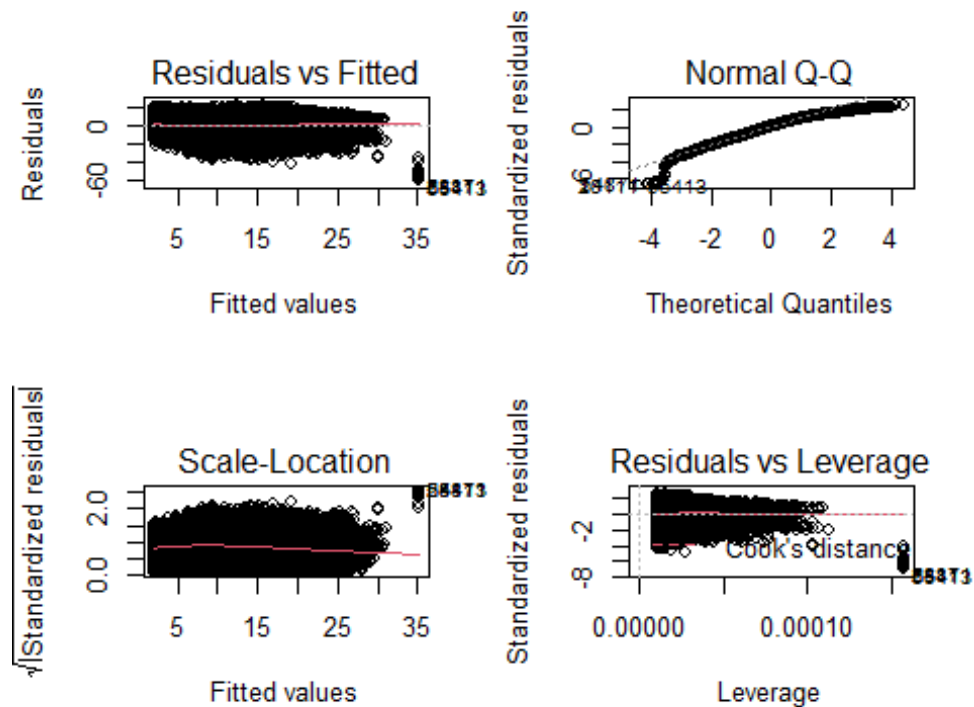 Residuals vs Fitted
Residuals
0
-60
5
15
25
35
Fitted values
Normal Q-Q
Standardized residuals
0
-4
-2
0
2
4
Theoretical Quantiles
Scale-Location
√|Standardized residuals|
2.0
0.0
5
15
25
35
Fitted values
Residuals vs Leverage
Standardized residuals
-2
-8
Cook's distance
0.00000
0.00010
Leverage